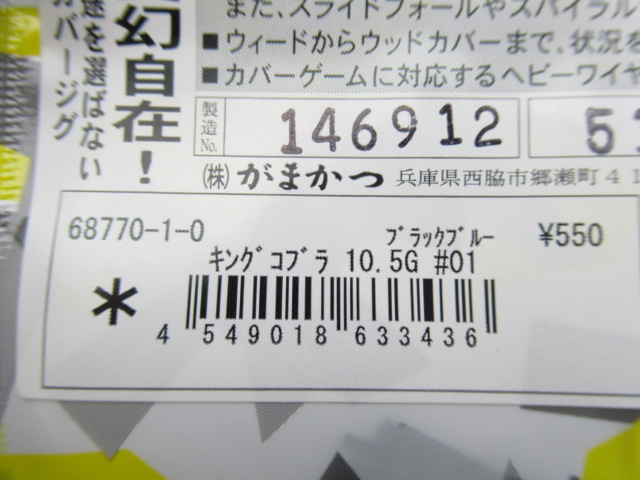 幻自在！
を選ばない
カバージグ
また、スライドフォールやスパイラル
■ウィードからウッドカバーまで、状況を
■カバーゲームに対応するヘビーワイヤ
製造No. 146912
5
(株) がまかつ 兵庫県西脇市郷瀬町41
68770-1-0 ブラックブルー ¥550
キングコブラ 10.5G #01
*
4 549018 633436